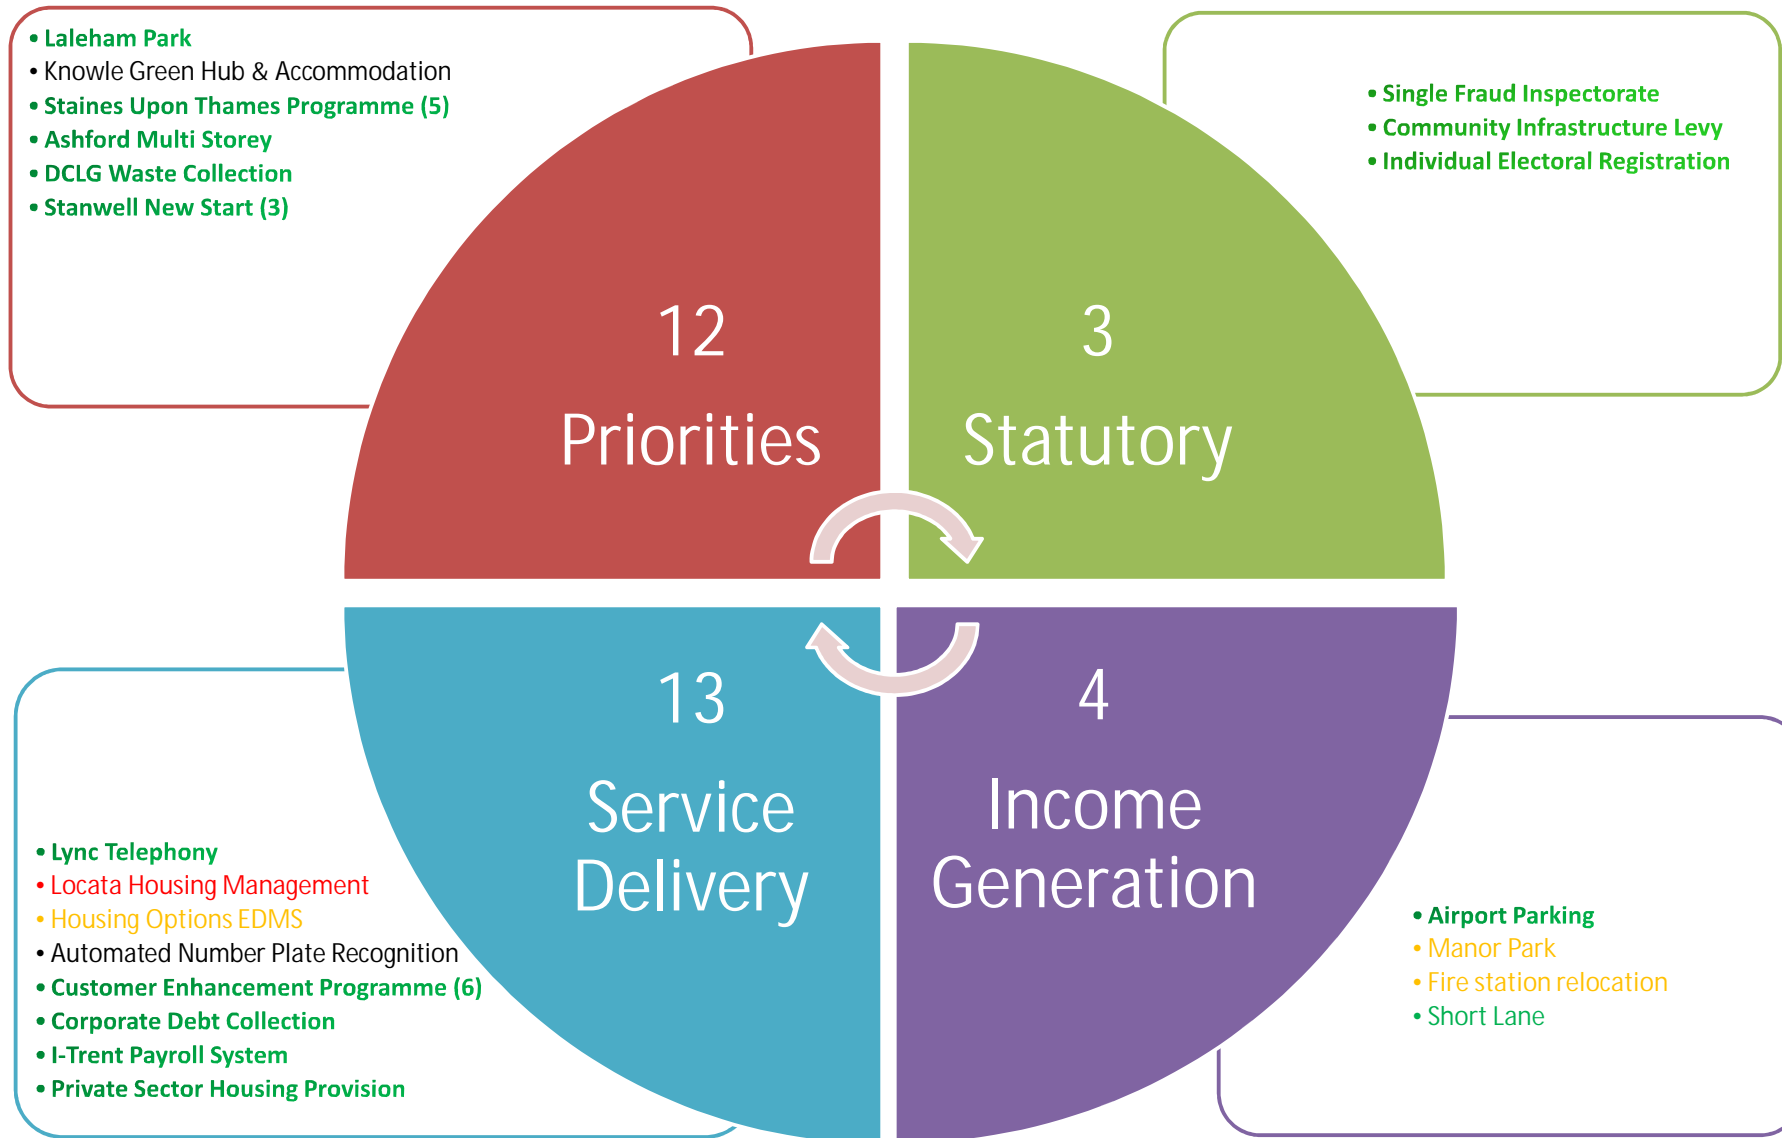 • Laleham Park
• Knowle Green Hub & Accommodation
• Staines Upon Thames Programme (5)
• Ashford Multi Storey
• DCLG Waste Collection
• Stanwell New Start (3)
12
Priorities
• Single Fraud Inspectorate
• Community Infrastructure Levy
• Individual Electoral Registration
3
Statutory
13
Service
Delivery
• Lync Telephony
• Locata Housing Management
• Housing Options EDMS
• Automated Number Plate Recognition
• Customer Enhancement Programme (6)
• Corporate Debt Collection
• I-Trent Payroll System
• Private Sector Housing Provision
4
Income
Generation
• Airport Parking
• Manor Park
• Fire station relocation
• Short Lane